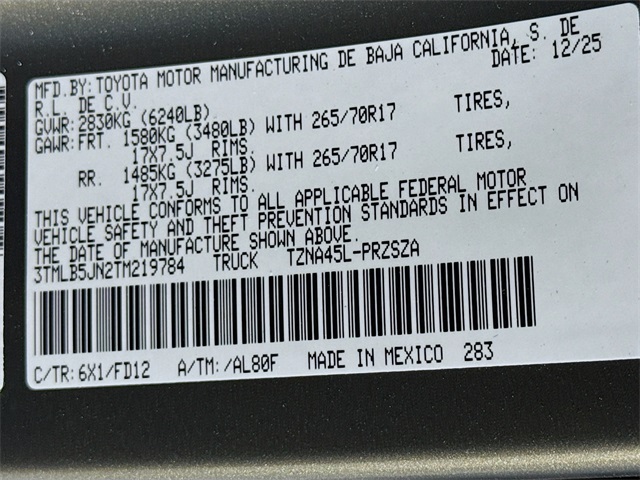 MFD.BY:TOYOTA MOTOR MANUFACTURING DE BAJA CALIFORNIA, S. DE
R.L. DE C.V. DATE: 12/25
GVWR:2830KG (6240LB)
GAWR:FRT. 1580KG (3480LB) WITH 265/70R17 TIRES,
17X7.5J RIMS.
RR. 1485KG (3275LB) WITH 265/70R17 TIRES,
17X7.5J RIMS.
THIS VEHICLE CONFORMS TO ALL APPLICABLE FEDERAL MOTOR
VEHICLE SAFETY AND THEFT PREVENTION STANDARDS IN EFFECT ON
THE DATE OF MANUFACTURE SHOWN ABOVE.
3TMLB5JN2TM219784 TRUCK TZNA45L-PRZSZA
C/TR:6X1/FD12 A/TM:/AL80F MADE IN MEXICO 283